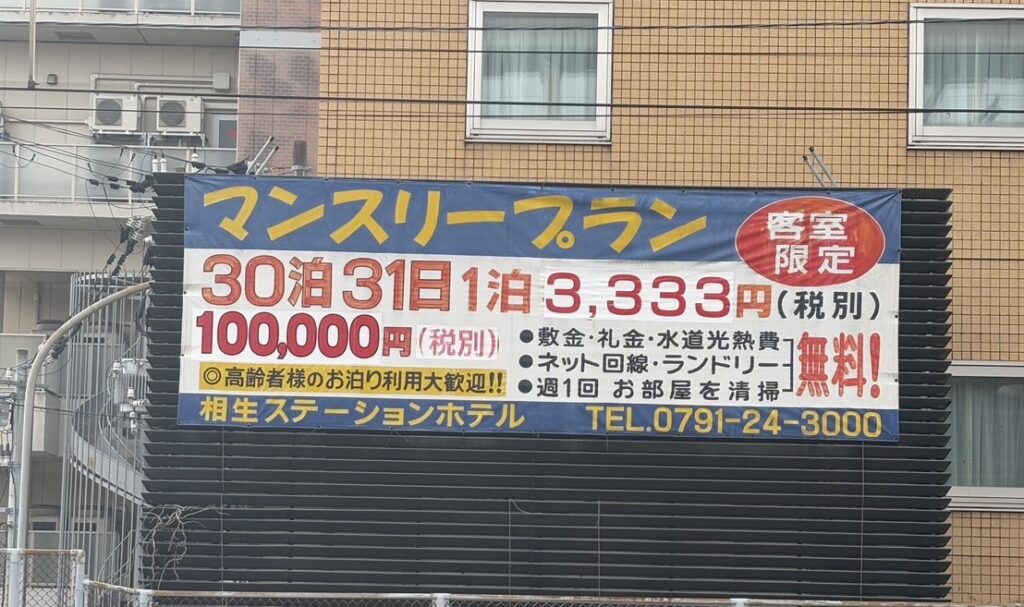 マンスリープラン
客室
限定
30泊31日1泊3,333円(税別)
100,000円(税別)
●敷金・礼金・水道光熱費
●ネット回線・ランドリー
●週1回 お部屋を清掃
無料!
◎高齢者様のお泊り利用大歓迎!!
相生ステーションホテル TEL.0791-24-3000